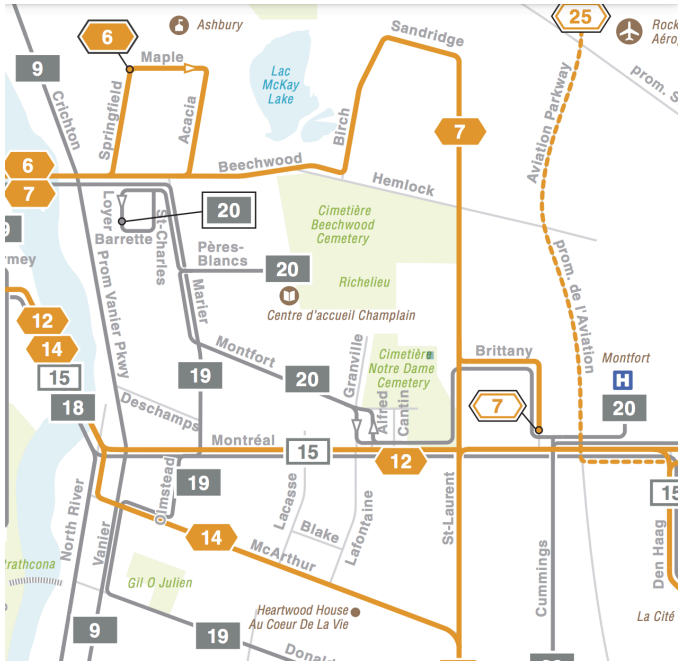 25
6
Ashbury
Rock
Aérop
Maple
Sandridge
9
Crichton
Springfield
Acacia
Lac
McKay
Lake
Birch
7
Aviation Parkway
prom. S
Beechwood
6
7
Hemlock
Loyer
Barrette
St-Charles
20
Cimetière
Beechwood
Cemetery
9
rmey
Prom Vanier Pkwy
Pères-
Blancs
20
Richelieu
prom. de l'Aviation
Marier
Centre d'accueil Champlain
12
14
15
18
Montfort
20
Granville
Cimetière
Notre Dame
Cemetery
Brittany
Montfort
H
20
19
Deschamps
Alfred
Cantin
7
Montréal
15
12
19
Olmstead
North River
Vanier
Lacasse
Lafontaine
St-Laurent
15
14
Blake
McArthur
Cummings
Den Haag
trathcona
Gil O Julien
Heartwood House
Au Coeur De La Vie
La Cité
9
19
Donald